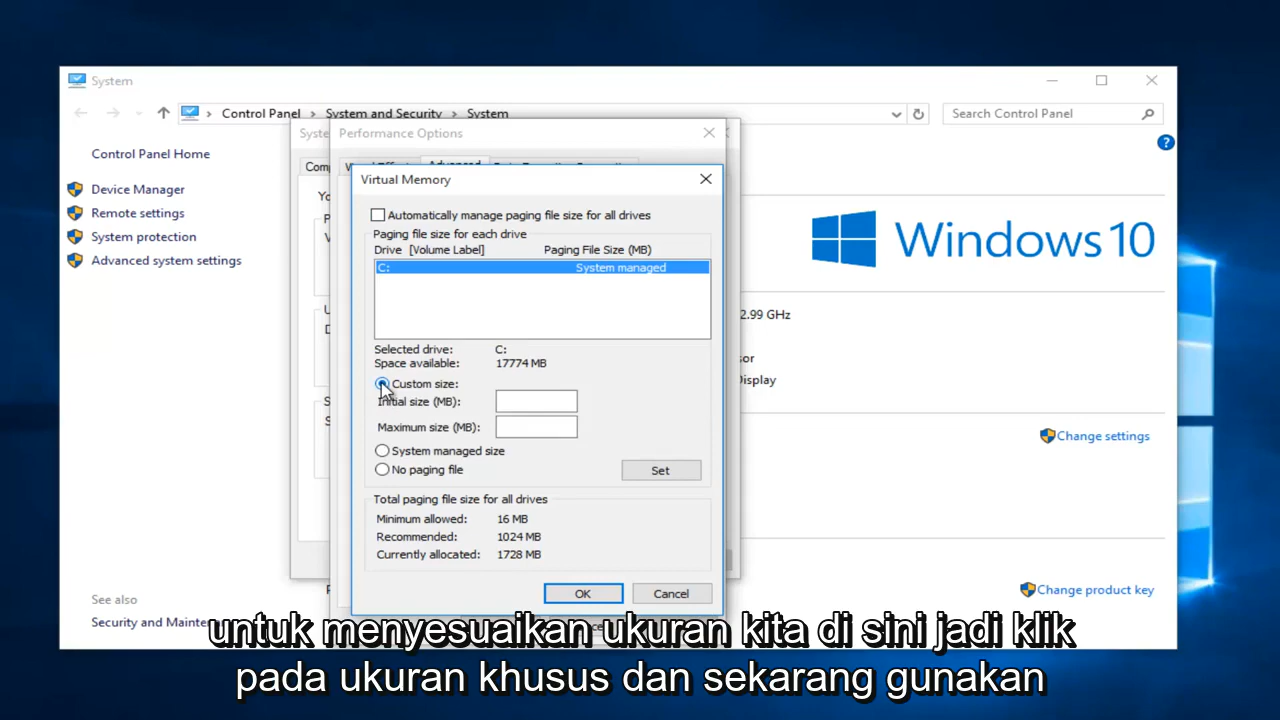 System
Control Panel > System and Security > System
Search Control Panel
Control Panel Home
Device Manager
Remote settings
System protection
Advanced system settings
See also
Performance Options
Advanced
Virtual Memory
Automatically manage paging file size for all drives
Paging file size for each drive
Drive [Volume Label] Paging File Size (MB)
C: System managed
Selected drive: C:
Space available: 17774 MB
Custom size:
Initial size (MB):
Maximum size (MB):
System managed size
No paging file
Set
Total paging file size for all drives
Minimum allowed: 16 MB
Recommended: 1024 MB
Currently allocated: 1728 MB
OK Cancel
Windows 10
2.99 GHz
Change settings
Change product key
Security and
untuk menyesuaikan ukuran kita di sini jadi klik
pada ukuran khusus dan sekarang gunakan